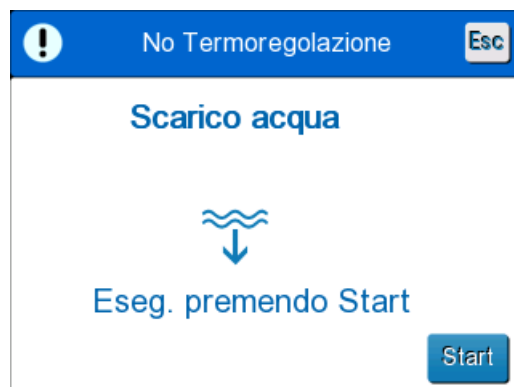 No Termoregolazione Esc
Scarico acqua
Eseg. premendo Start
Start